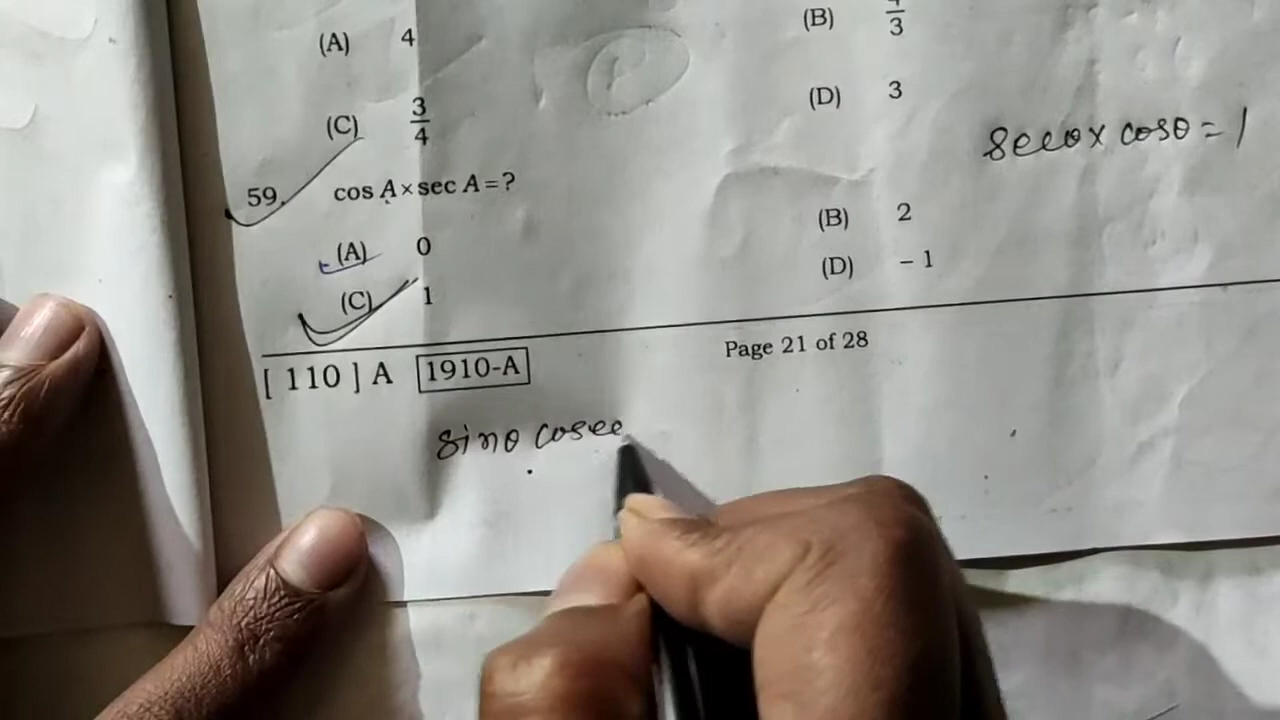 (A) 4 (B) 4/3
(C) 3/4 (D) 3
secθ x cosθ = 1
59. cos A × sec A = ?
(A) 0 (B) 2
(C) 1 (D) – 1
[ 110 ] A 1910-A Page 21 of 28
sinθ cosec